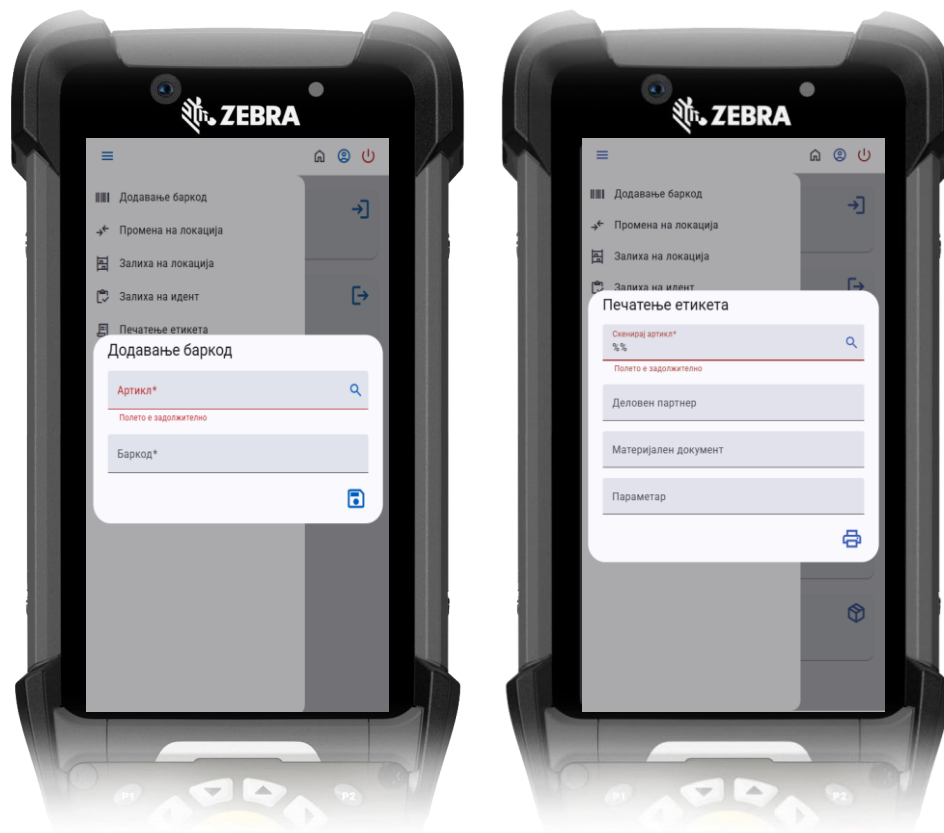 ZEBRA
Додавање баркод
Промена на локација
Залиха на локација
Залиха на идент
Печатење етикета
Додавање баркод
Артикл*
Полето е задолжително
Баркод*
P1
P2
ZEBRA
Додавање баркод
Промена на локација
Залиха на локација
Залиха на идент
Печатење етикета
Скенирај артикл*
%%
Полето е задолжително
Деловен партнер
Материјален документ
Параметар
P1
P2